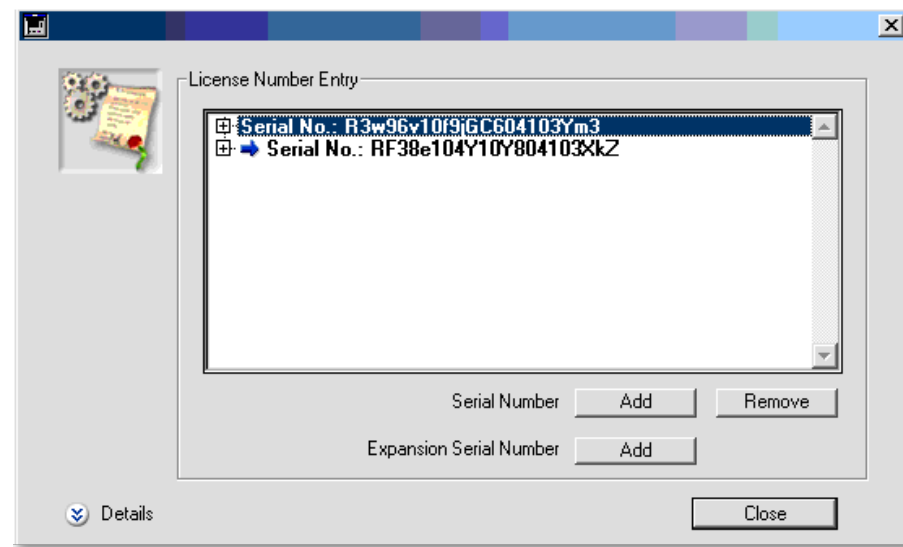 License Number Entry
Serial No.: R3w96v10f9jGC604103Ym3
Serial No.: RF38e104Y10Y804103XkZ
Serial Number Add Remove
Expansion Serial Number Add
Details Close